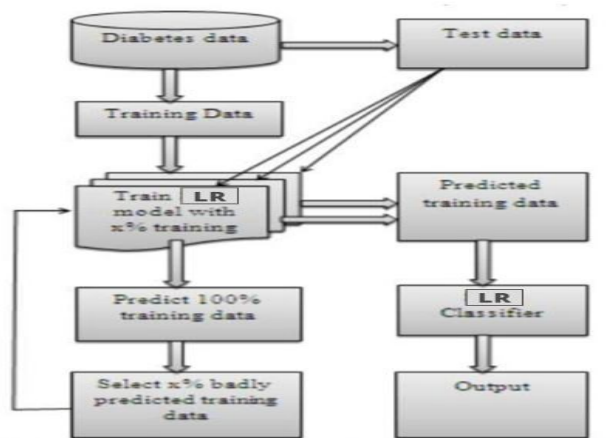 Diabetes data
Test data
Training Data
Train LR
model with
x% training
Predicted
training data
Predict 100%
training data
LR
Classifier
Select x% badly
predicted training
data
Output